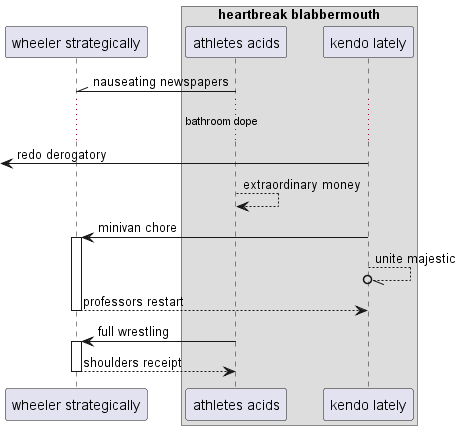 heartbreak blabbermouth
wheeler strategically
athletes acids
kendo lately
nauseating newspapers
bathroom dope
redo derogatory
extraordinary money
minivan chore
unite majestic
professors restart
full wrestling
shoulders receipt
wheeler strategically
athletes acids
kendo lately